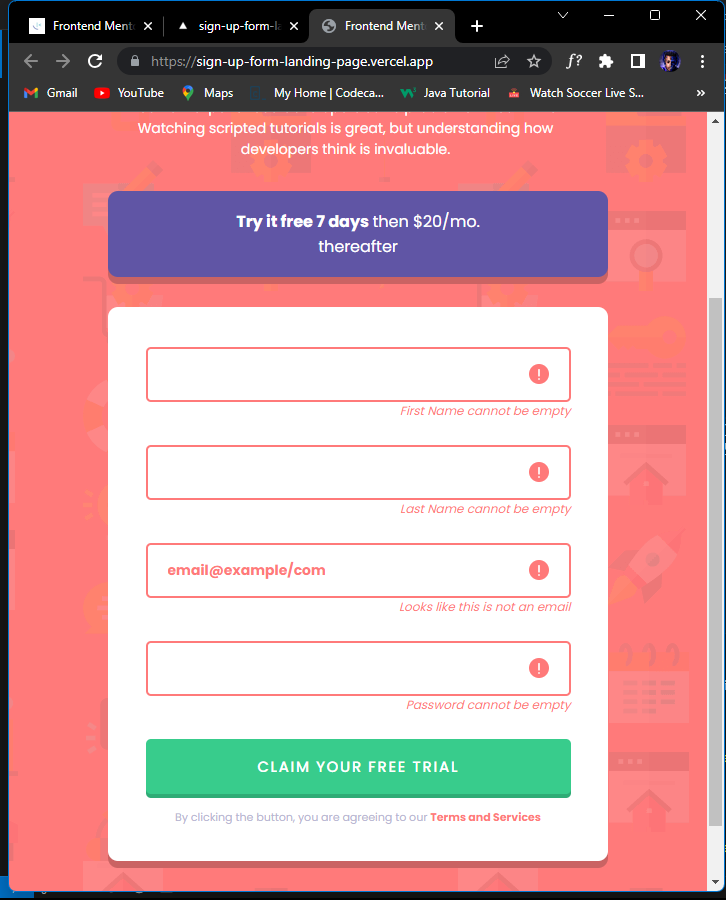 Frontend Ment
sign-up-form-la
Frontend Ment
https://sign-up-form-landing-page.vercel.app
f?
Gmail
YouTube
Maps
My Home | Codeca...
Java Tutorial
Watch Soccer Live S...
»
Watching scripted tutorials is great, but understanding how
developers think is invaluable.
Try it free 7 days then $20/mo.
thereafter
First Name cannot be empty
Last Name cannot be empty
email@example/com
Looks like this is not an email
Password cannot be empty
CLAIM YOUR FREE TRIAL
By clicking the button, you are agreeing to our Terms and Services